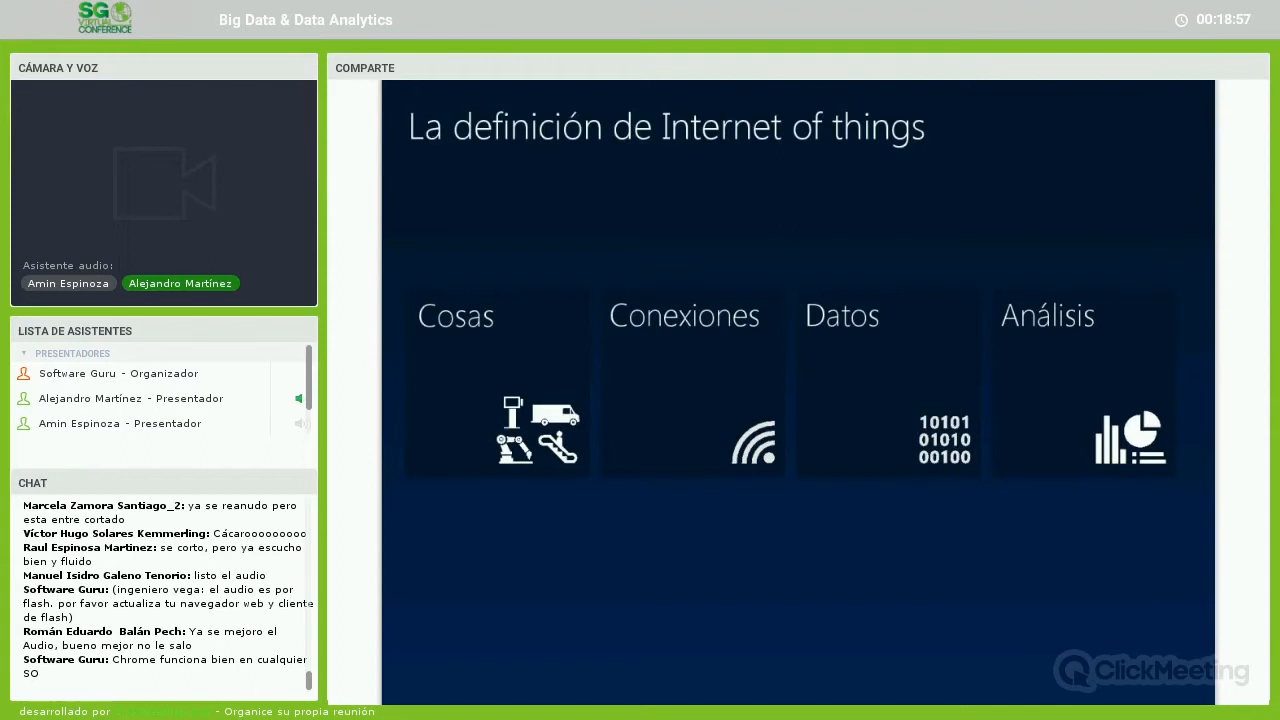 SG
VIRTUAL
CONFERENCE
Big Data & Data Analytics
00:18:57
CÁMARA Y VOZ
Asistente audio:
Amin Espinoza
Alejandro Martínez
LISTA DE ASISTENTES
PRESENTADORES
Software Guru - Organizador
Alejandro Martínez - Presentador
Amin Espinoza - Presentador
CHAT
Marcela Zamora Santiago_2: ya se reanudo pero
esta entre cortado
Víctor Hugo Solares Kemmerling: Cácarooooooooo
Raul Espinosa Martinez: se corto, pero ya escucho
bien y fluido
Manuel Isidro Galeno Tenorio: listo el audio
Software Guru: (ingeniero vega: el audio es por
flash. por favor actualiza tu navegador web y cliente
de flash)
Román Eduardo Balán Pech: Ya se mejoro el
Audio, bueno mejor no le salo
Software Guru: Chrome funciona bien en cualquier
SO
desarrollado por
- Organice su propia reunión
COMPARTE
La definición de Internet of things
Cosas
Conexiones
Datos
Análisis
10101
01010
00100
ClickMeeting